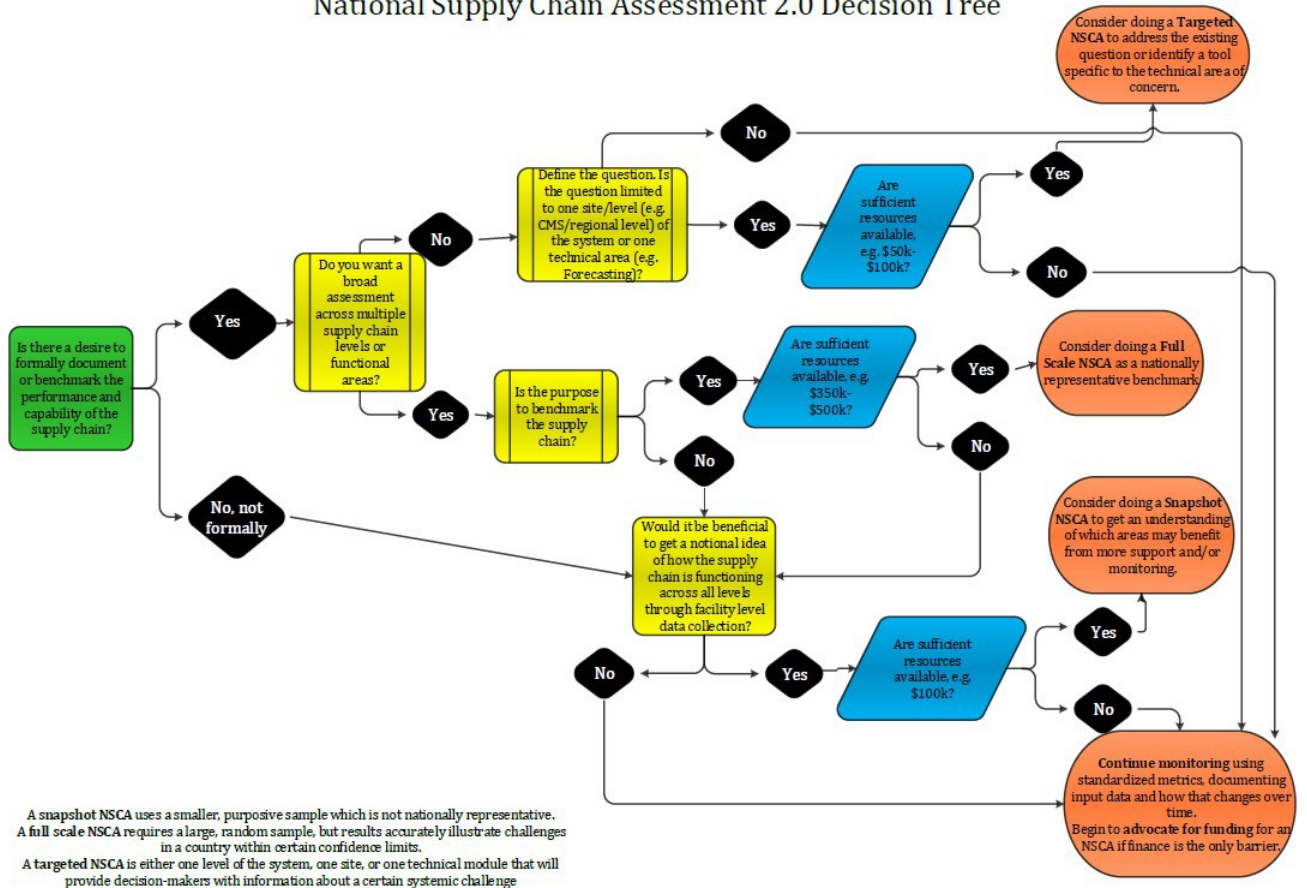 National Supply Chain Assessment 2.0 Decision Tree
Consider doing a Targeted
NSCA to address the existing
question or identify a tool
specific to the technical area of
concern.
No
Define the question. Is
the question limited
to one site/level (e.g.
CMS/regional level) of
the system or one
technical area (e.g.
Forecasting)?
Yes
Are
sufficient
resources
available,
e.g. $50k-
$100k?
Yes
No
No
Do you want a
broad
assessment
across multiple
supply chain
levels or
functional
areas?
Yes
Is there a desire to
formally document
or benchmark the
performance and
capability of the
supply chain?
Yes
Is the purpose
to benchmark
the supply
chain?
Yes
Are sufficient
resources
available, e.g.
$350k-
$500k?
Yes
Consider doing a Full
Scale NSCA as a nationally
representative benchmark
No
No
No, not
formally
Would it be beneficial
to get a notional idea
of how the supply
chain is functioning
across all levels
through facility level
data collection?
Consider doing a Snapshot
NSCA to get an understanding
of which areas may benefit
from more support and/or
monitoring.
No
Yes
Are sufficient
resources
available, e.g.
$100k?
Yes
No
Continue monitoring using
standardized metrics, documenting
input data and how that changes over
time.
Begin to advocate for funding for an
NSCA if finance is the only barrier.
A snapshot NSCA uses a smaller, purposive sample which is not nationally representative.
A full scale NSCA requires a large, random sample, but results accurately illustrate challenges
in a country within certain confidence limits.
A targeted NSCA is either one level of the system, one site, or one technical module that will
provide decision-makers with information about a certain systemic challenge